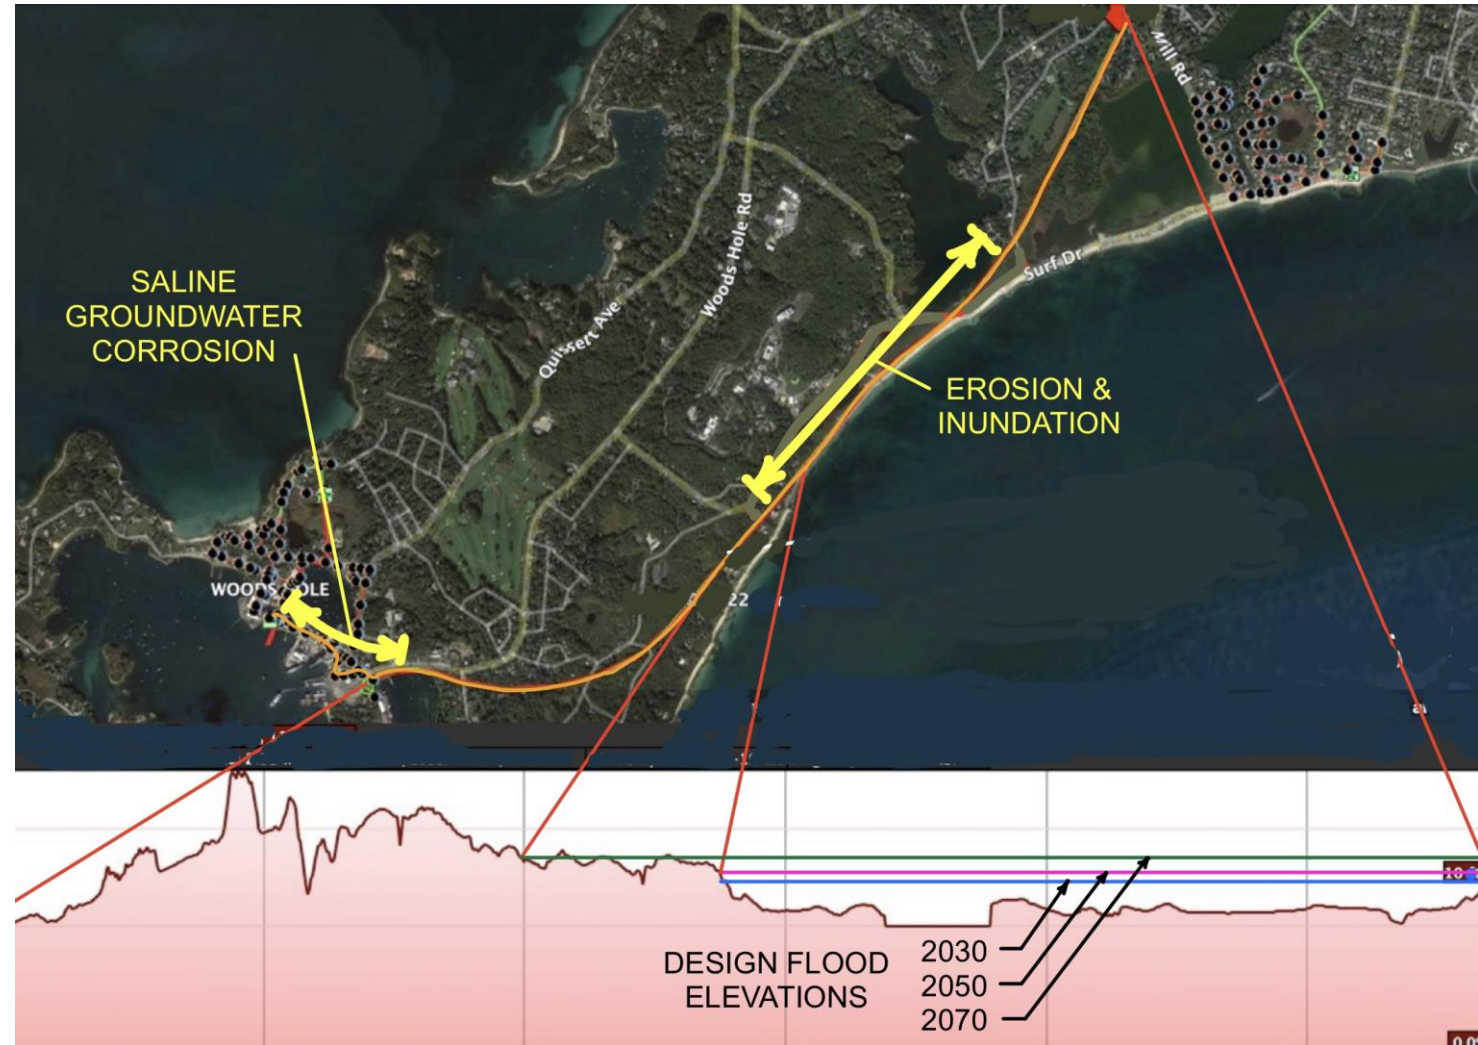 Mill Rd
Woods Hole Rd
Surf Dr
SALINE
GROUNDWATER
CORROSION
Quissett Ave
EROSION &
INUNDATION
WOODS HOLE
22
DESIGN FLOOD
ELEVATIONS
2030
2050
2070